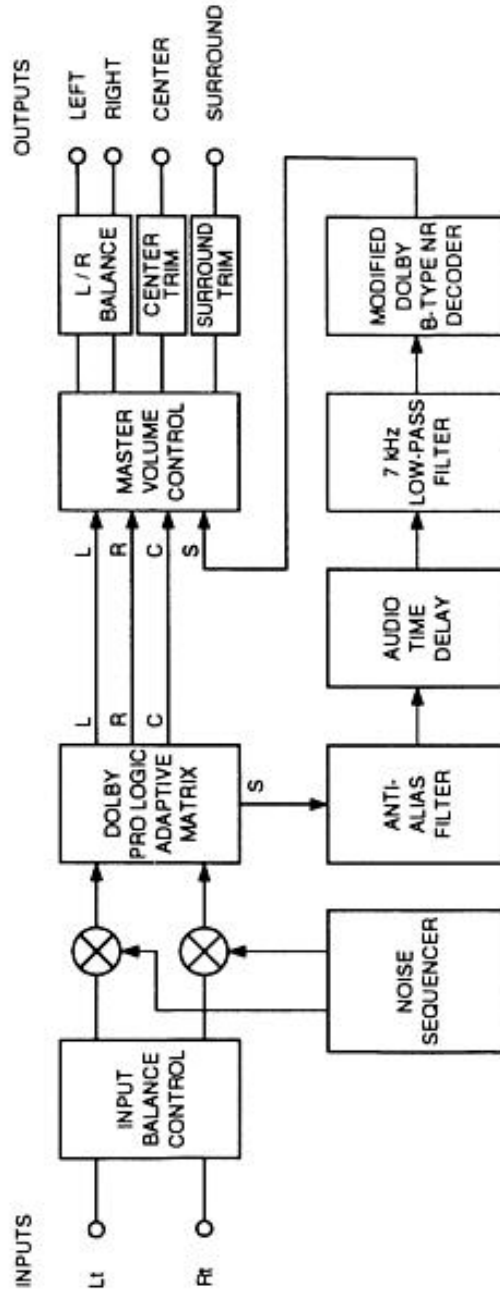 INPUTS
OUTPUTS
Lt
Rt
INPUT
BALANCE
CONTROL
NOISE
SEQUENCER
DOLBY
PRO LOGIC
ADAPTIVE
MATRIX
L
R
C
S
L
R
C
S
ANTI-
ALIAS
FILTER
AUDIO
TIME
DELAY
7 kHz
LOW-PASS
FILTER
MODIFIED
DOLBY
B-TYPE NR
DECODER
MASTER
VOLUME
CONTROL
L / R
BALANCE
CENTER
TRIM
SURROUND
TRIM
LEFT
RIGHT
CENTER
SURROUND